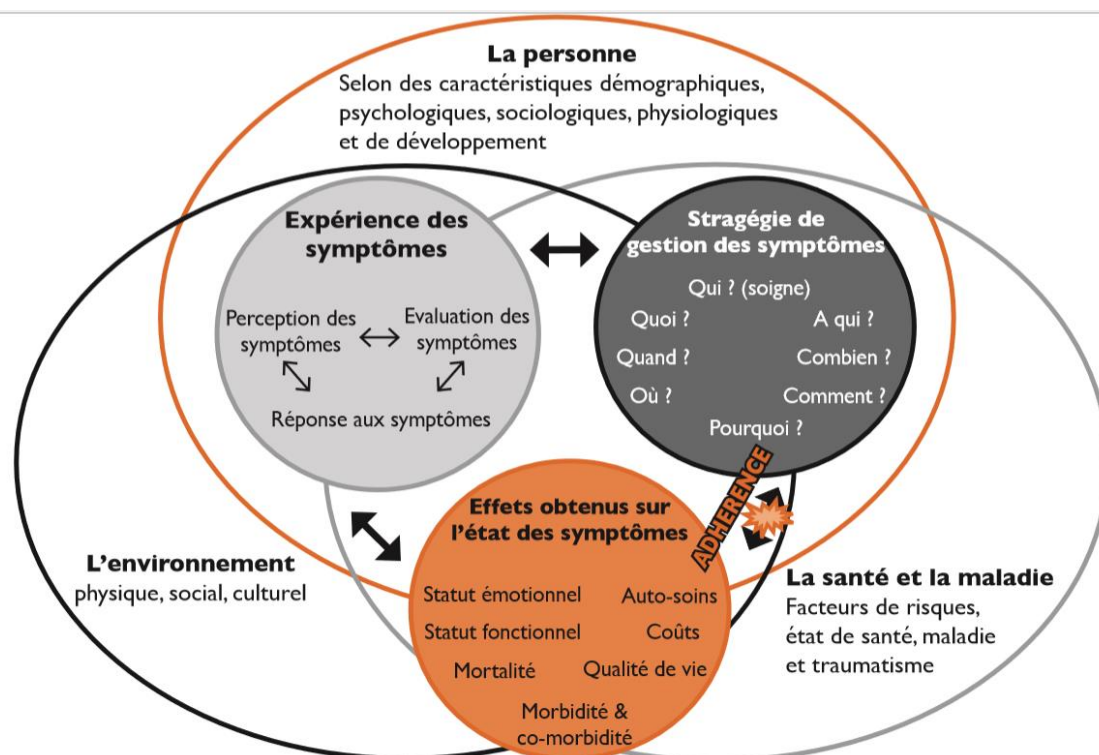 La personne
Selon des caractéristiques démographiques,
psychologiques, sociologiques, physiologiques
et de développement
Expérience des
symptômes
Perception des
symptômes
Evaluation des
symptômes
Réponse aux symptômes
Stragégie de
gestion des symptômes
Qui ? (soigne)
Quoi ?
A qui ?
Quand ?
Combien ?
Où ?
Comment ?
Pourquoi ?
ADHERENCE
Effets obtenus sur
l'état des symptômes
Statut émotionnel
Auto-soins
Statut fonctionnel
Coûts
Mortalité
Qualité de vie
Morbidité &
co-morbidité
L'environnement
physique, social, culturel
La santé et la maladie
Facteurs de risques,
état de santé, maladie
et traumatisme